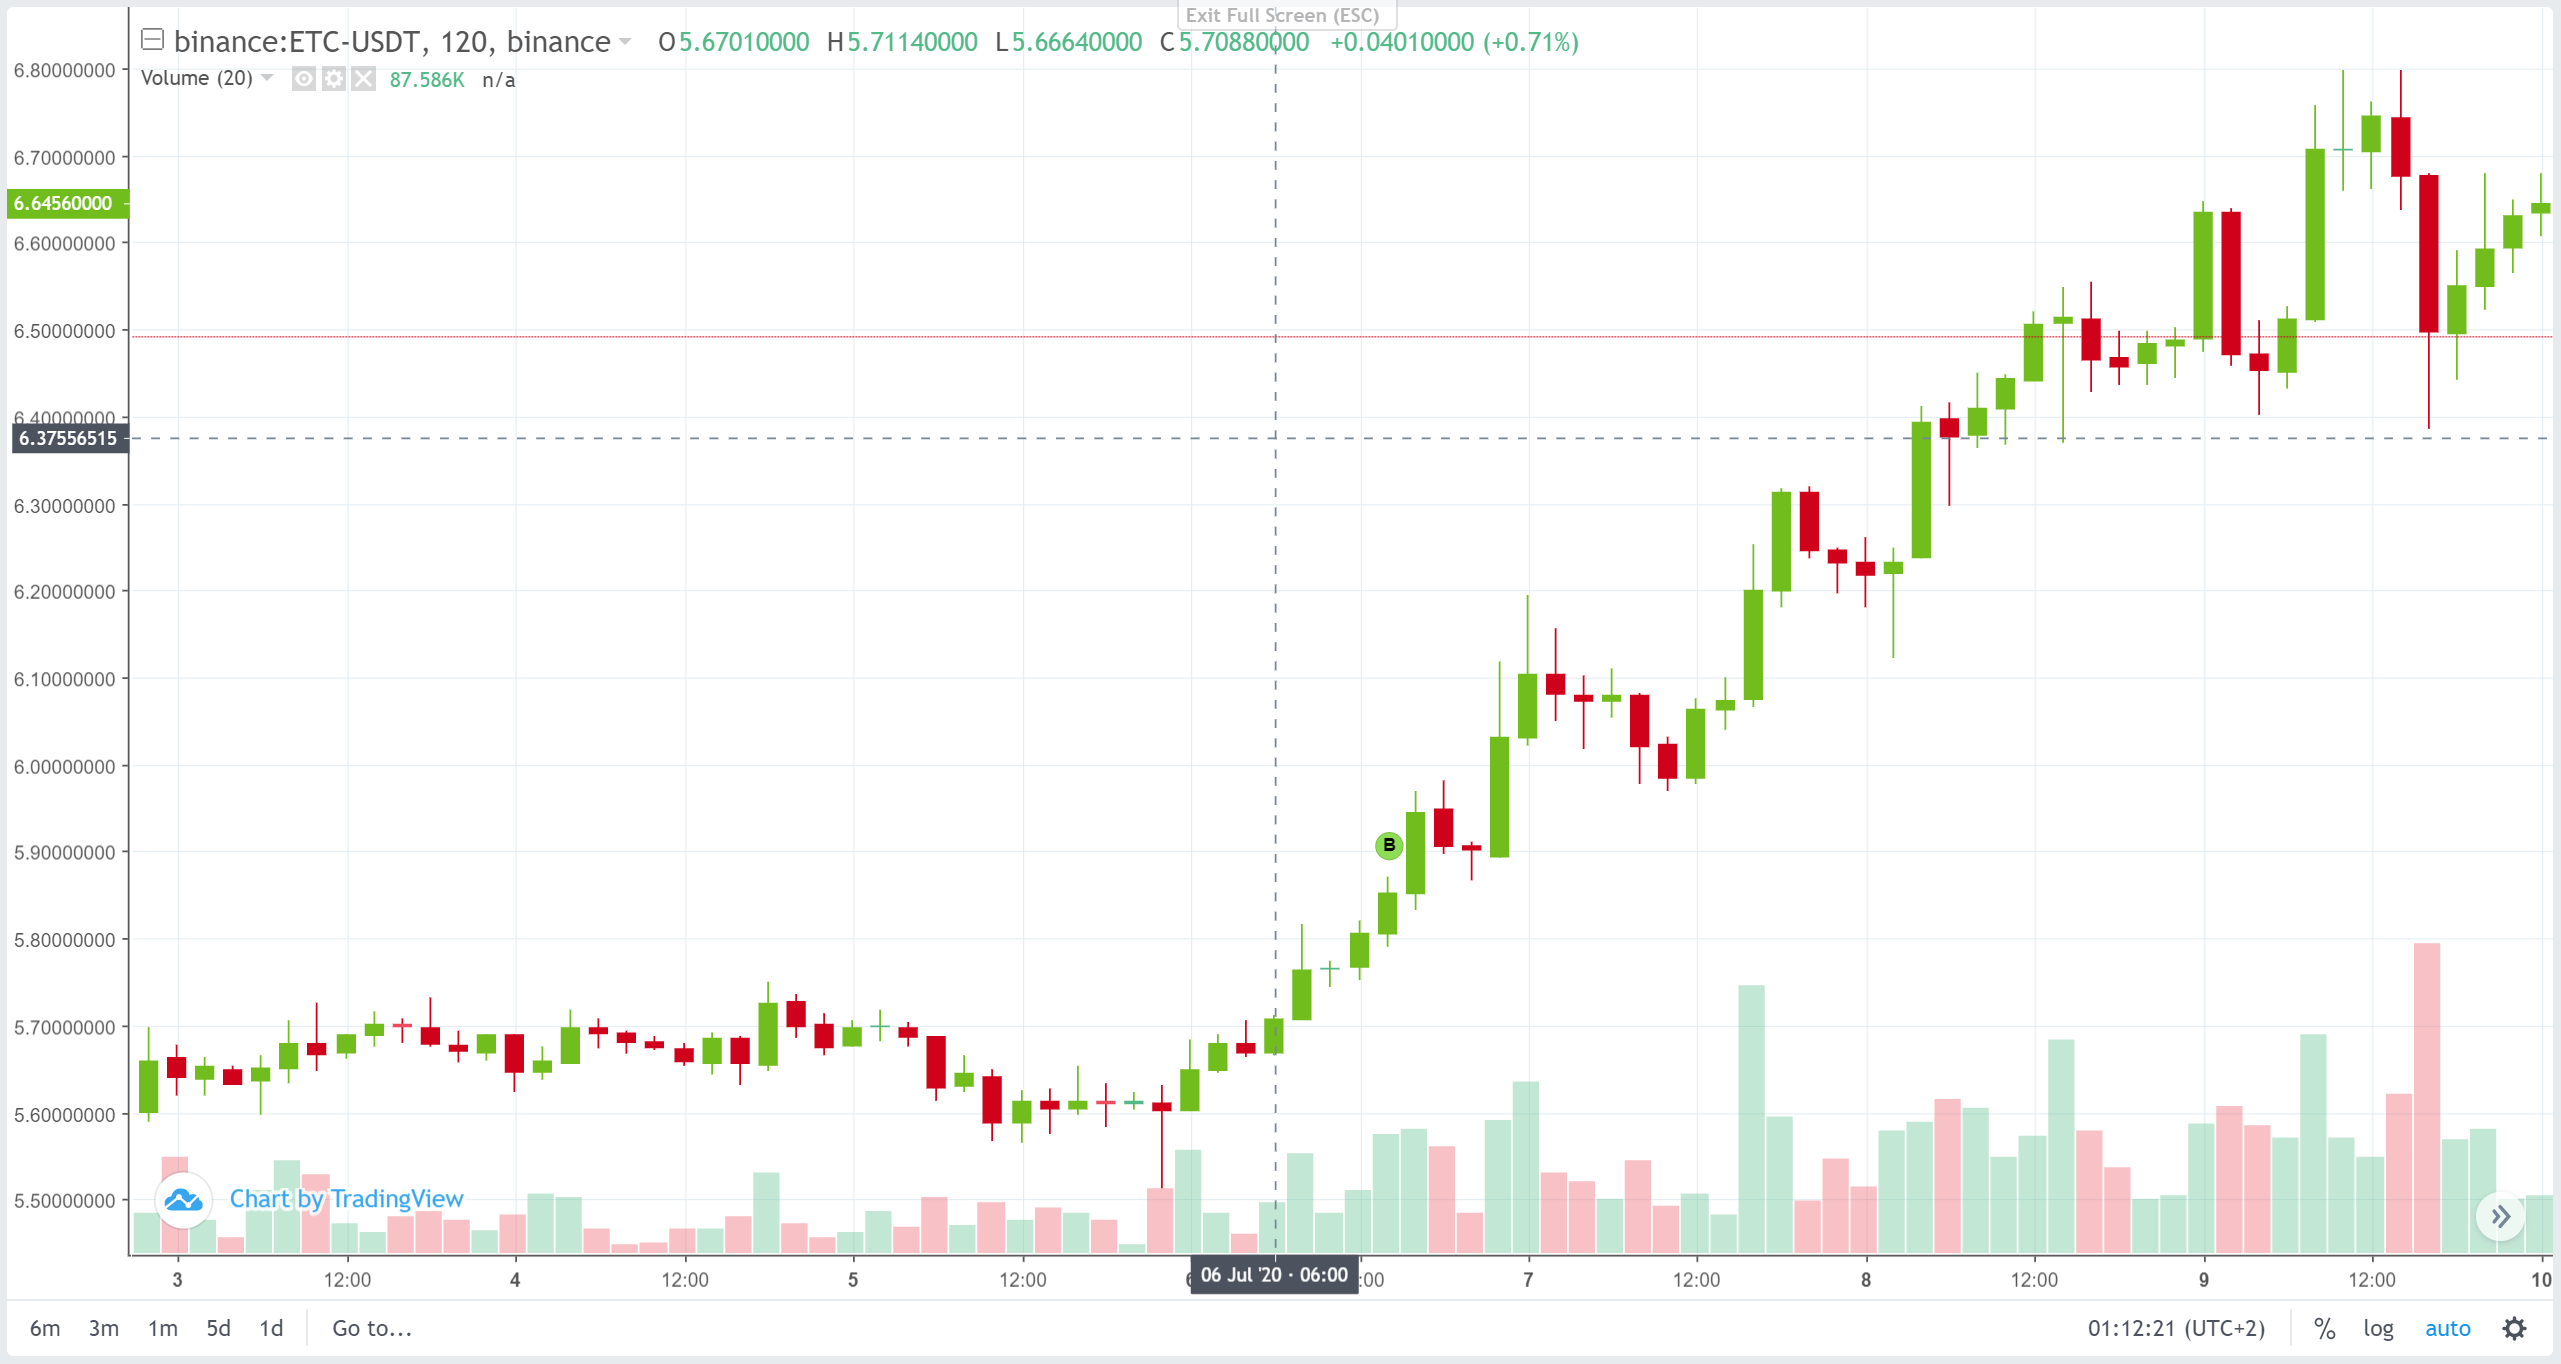 Exit Full Screen (ESC)
binance:ETC-USDT, 120, binance O5.67010000 H5.71140000 L5.66640000 C5.70880000 +0.04010000 (+0.71%)
Volume (20) 87.586K n/a
6.80000000
6.70000000
6.64560000
6.60000000
6.50000000
6.40000000
6.37556515
6.30000000
6.20000000
6.10000000
6.00000000
5.90000000
B
5.80000000
5.70000000
5.60000000
5.50000000
Chart by TradingView
3 12:00 4 12:00 5 12:00 06 Jul '20 · 06:00 :00 7 12:00 8 12:00 9 12:00 10
6m 3m 1m 5d 1d Go to... 01:12:21 (UTC+2) % log auto